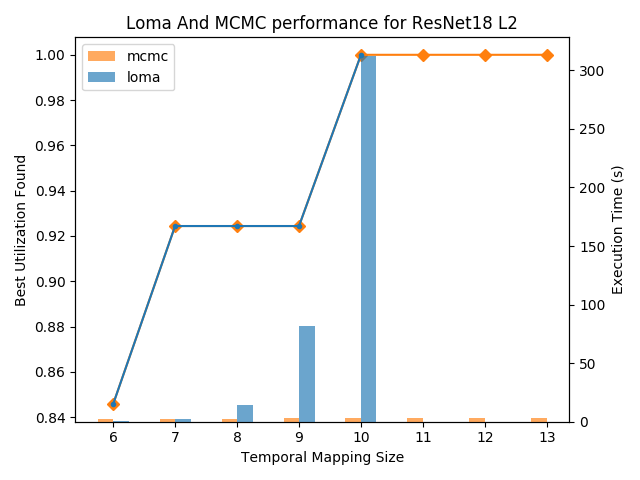 Loma And MCMC performance for ResNet18 L2
mcmc
loma
1.00
0.98
0.96
0.94
0.92
0.90
0.88
0.86
0.84
Best Utilization Found
300
250
200
150
100
50
0
Execution Time (s)
6 7 8 9 10 11 12 13
Temporal Mapping Size